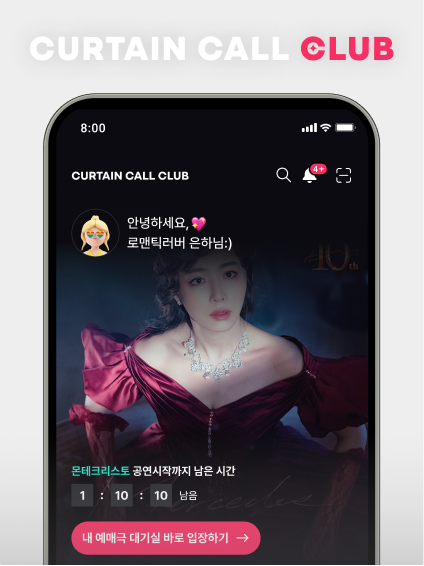 CURTAIN CALL CLUB
8:00
CURTAIN CALL CLUB
4+
안녕하세요,💖
로맨틱러버 은하님:)
40th
몬테크리스토 공연시작까지 남은 시간
1 : 10 : 10 남음
내 예매극 대기실 바로 입장하기 →